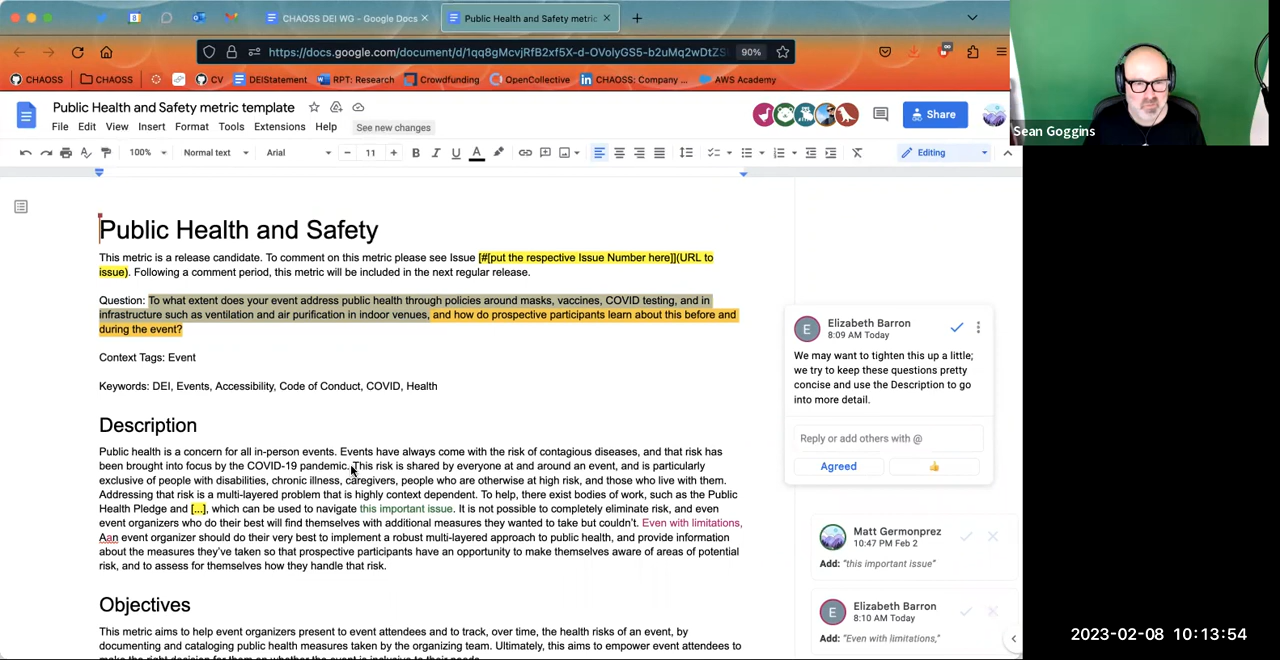 CHAOSS DEI WG - Google Docs
Public Health and Safety metric
https://docs.google.com/document/d/1qq8gMcvjRfB2xf5X-d-OVolyGS5-b2uMq2wDtZS
90%
CHAOSS
CHAOSS
CV
DEIStatement
RPT: Research
Crowdfunding
OpenCollective
CHAOSS: Company ...
AWS Academy
Sean Goggins
Public Health and Safety metric template
File Edit View Insert Format Tools Extensions Help
See new changes
Share
100% Normal text Arial 11 B I U A
Editing
Public Health and Safety
This metric is a release candidate. To comment on this metric please see Issue [#[put the respective Issue Number here]](URL to
issue). Following a comment period, this metric will be included in the next regular release.
Question: To what extent does your event address public health through policies around masks, vaccines, COVID testing, and in
infrastructure such as ventilation and air purification in indoor venues, and how do prospective participants learn about this before and
during the event?
Context Tags: Event
Keywords: DEI, Events, Accessibility, Code of Conduct, COVID, Health
Description
Public health is a concern for all in-person events. Events have always come with the risk of contagious diseases, and that risk has
been brought into focus by the COVID-19 pandemic. This risk is shared by everyone at and around an event, and is particularly
exclusive of people with disabilities, chronic illness, caregivers, people who are otherwise at high risk, and those who live with them.
Addressing that risk is a multi-layered problem that is highly context dependent. To help, there exist bodies of work, such as the Public
Health Pledge and [...], which can be used to navigate this important issue. It is not possible to completely eliminate risk, and even
event organizers who do their best will find themselves with additional measures they wanted to take but couldn't. Even with limitations,
Aan event organizer should do their very best to implement a robust multi-layered approach to public health, and provide information
about the measures they've taken so that prospective participants have an opportunity to make themselves aware of areas of potential
risk, and to assess for themselves how they handle that risk.
Objectives
This metric aims to help event organizers present to event attendees and to track, over time, the health risks of an event, by
documenting and cataloging public health measures taken by the organizing team. Ultimately, this aims to empower event attendees to
make the right decision for them on whether the event is inclusive to their needs.
E
Elizabeth Barron
8:09 AM Today
We may want to tighten this up a little;
we try to keep these questions pretty
concise and use the Description to go
into more detail.
Reply or add others with @
Agreed
Matt Germonprez
10:47 PM Feb 2
Add: "this important issue"
E
Elizabeth Barron
8:10 AM Today
Add: "Even with limitations,"
2023-02-08 10:13:54